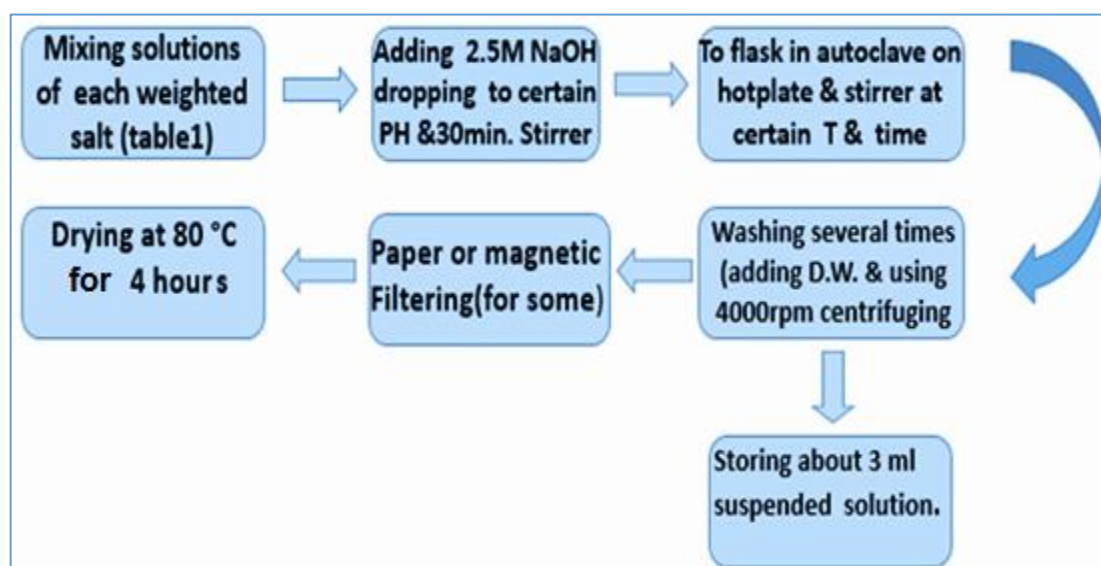 Mixing solutions
of each weighted
salt (table1)
Adding 2.5M NaOH
dropping to certain
PH &30min. Stirrer
To flask in autoclave on
hotplate & stirrer at
certain T & time
Washing several times
(adding D.W. & using
4000rpm centrifuging
Paper or magnetic
Filtering(for some)
Drying at 80 °C
for 4 hours
Storing about 3 ml
suspended solution.